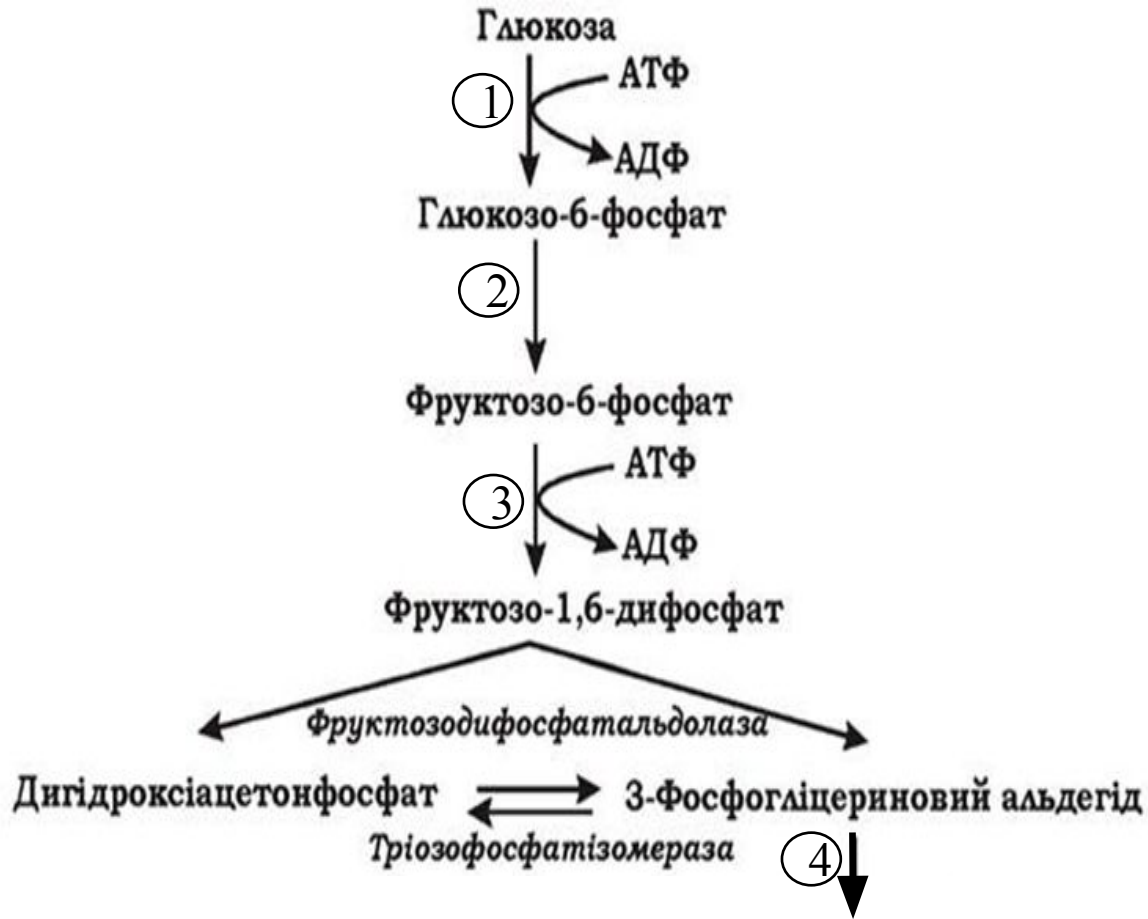 Глюкоза
1
АТФ
АДФ
Глюкозо-6-фосфат
2
Фруктозо-6-фосфат
АТФ
3
АДФ
Фруктозо-1,6-дифосфат
Фруктозодифосфатальдолаза
Дигідроксіацетонфосфат
3-Фосфогліцериновий альдегід
Тріозофосфатізомераза
4